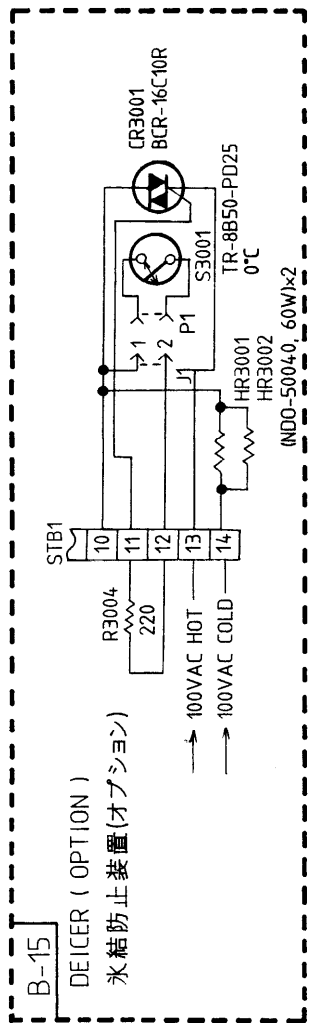 B-15
DEICER (OPTION)
氷結防止装置(オプション)
STB1
10
11
12
13
14
R3004
220
100VAC HOT
100VAC COLD
1
2
P1
J1
S3001
TR-8B50-PD25
0°C
CR3001
BCR-16C10R
HR3001
HR3002
(NDO-50040, 60W)×2